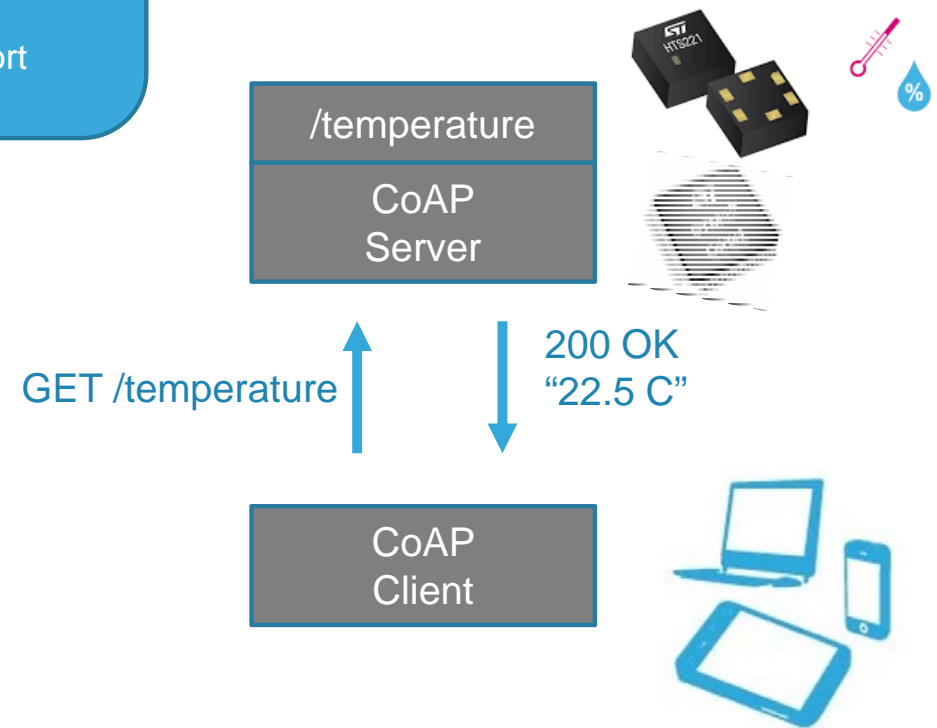 ort
HTS221
%
/temperature
CoAP
Server
GET /temperature
200 OK
“22.5 C”
CoAP
Client